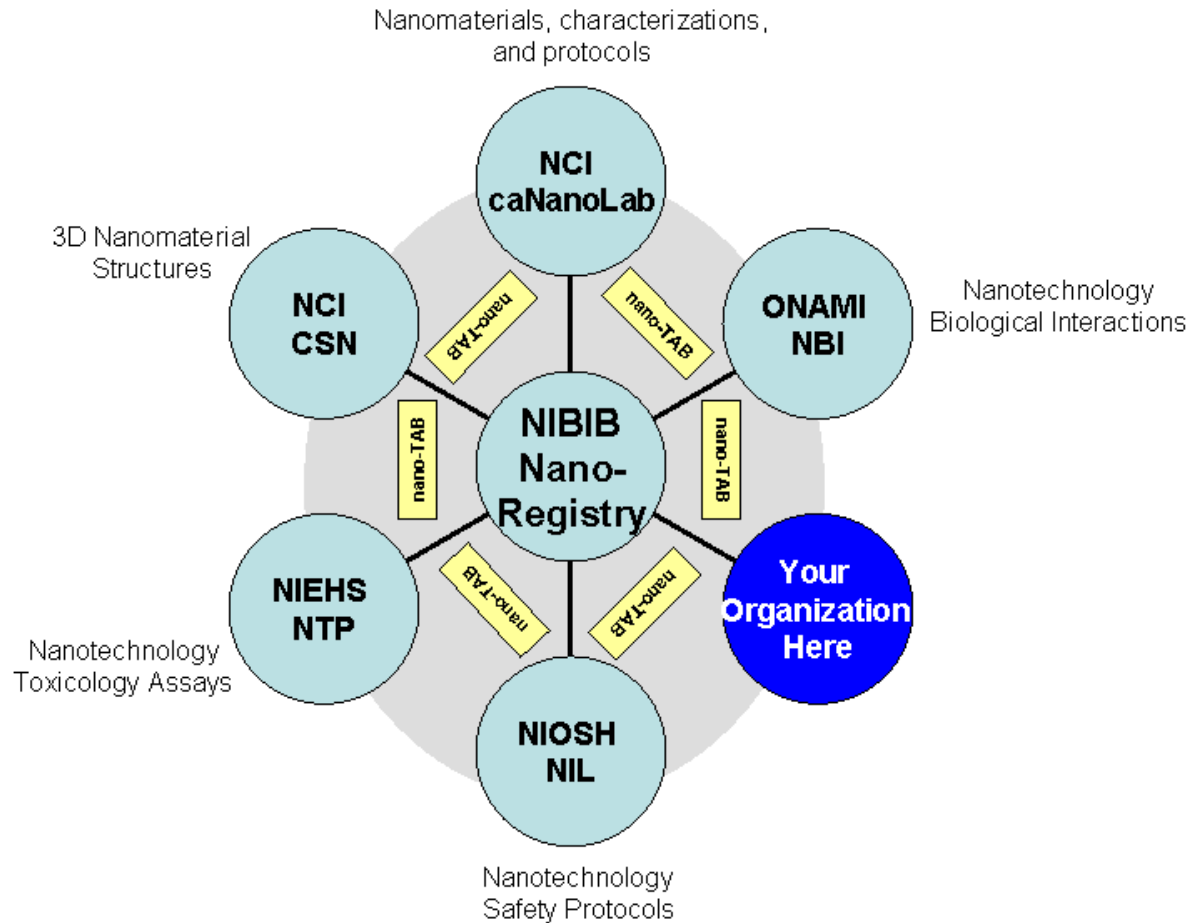 Nanomaterials, characterizations,
and protocols
NCI
caNanoLab
3D Nanomaterial
Structures
NCI
CSN
nano-TAB
nano-TAB
ONAMI
NBI
Nanotechnology
Biological Interactions
nano-TAB
NIBIB
Nano-
Registry
nano-TAB
NIEHS
NTP
Nanotechnology
Toxicology Assays
nano-TAB
nano-TAB
Your
Organization
Here
NIOSH
NIL
Nanotechnology
Safety Protocols